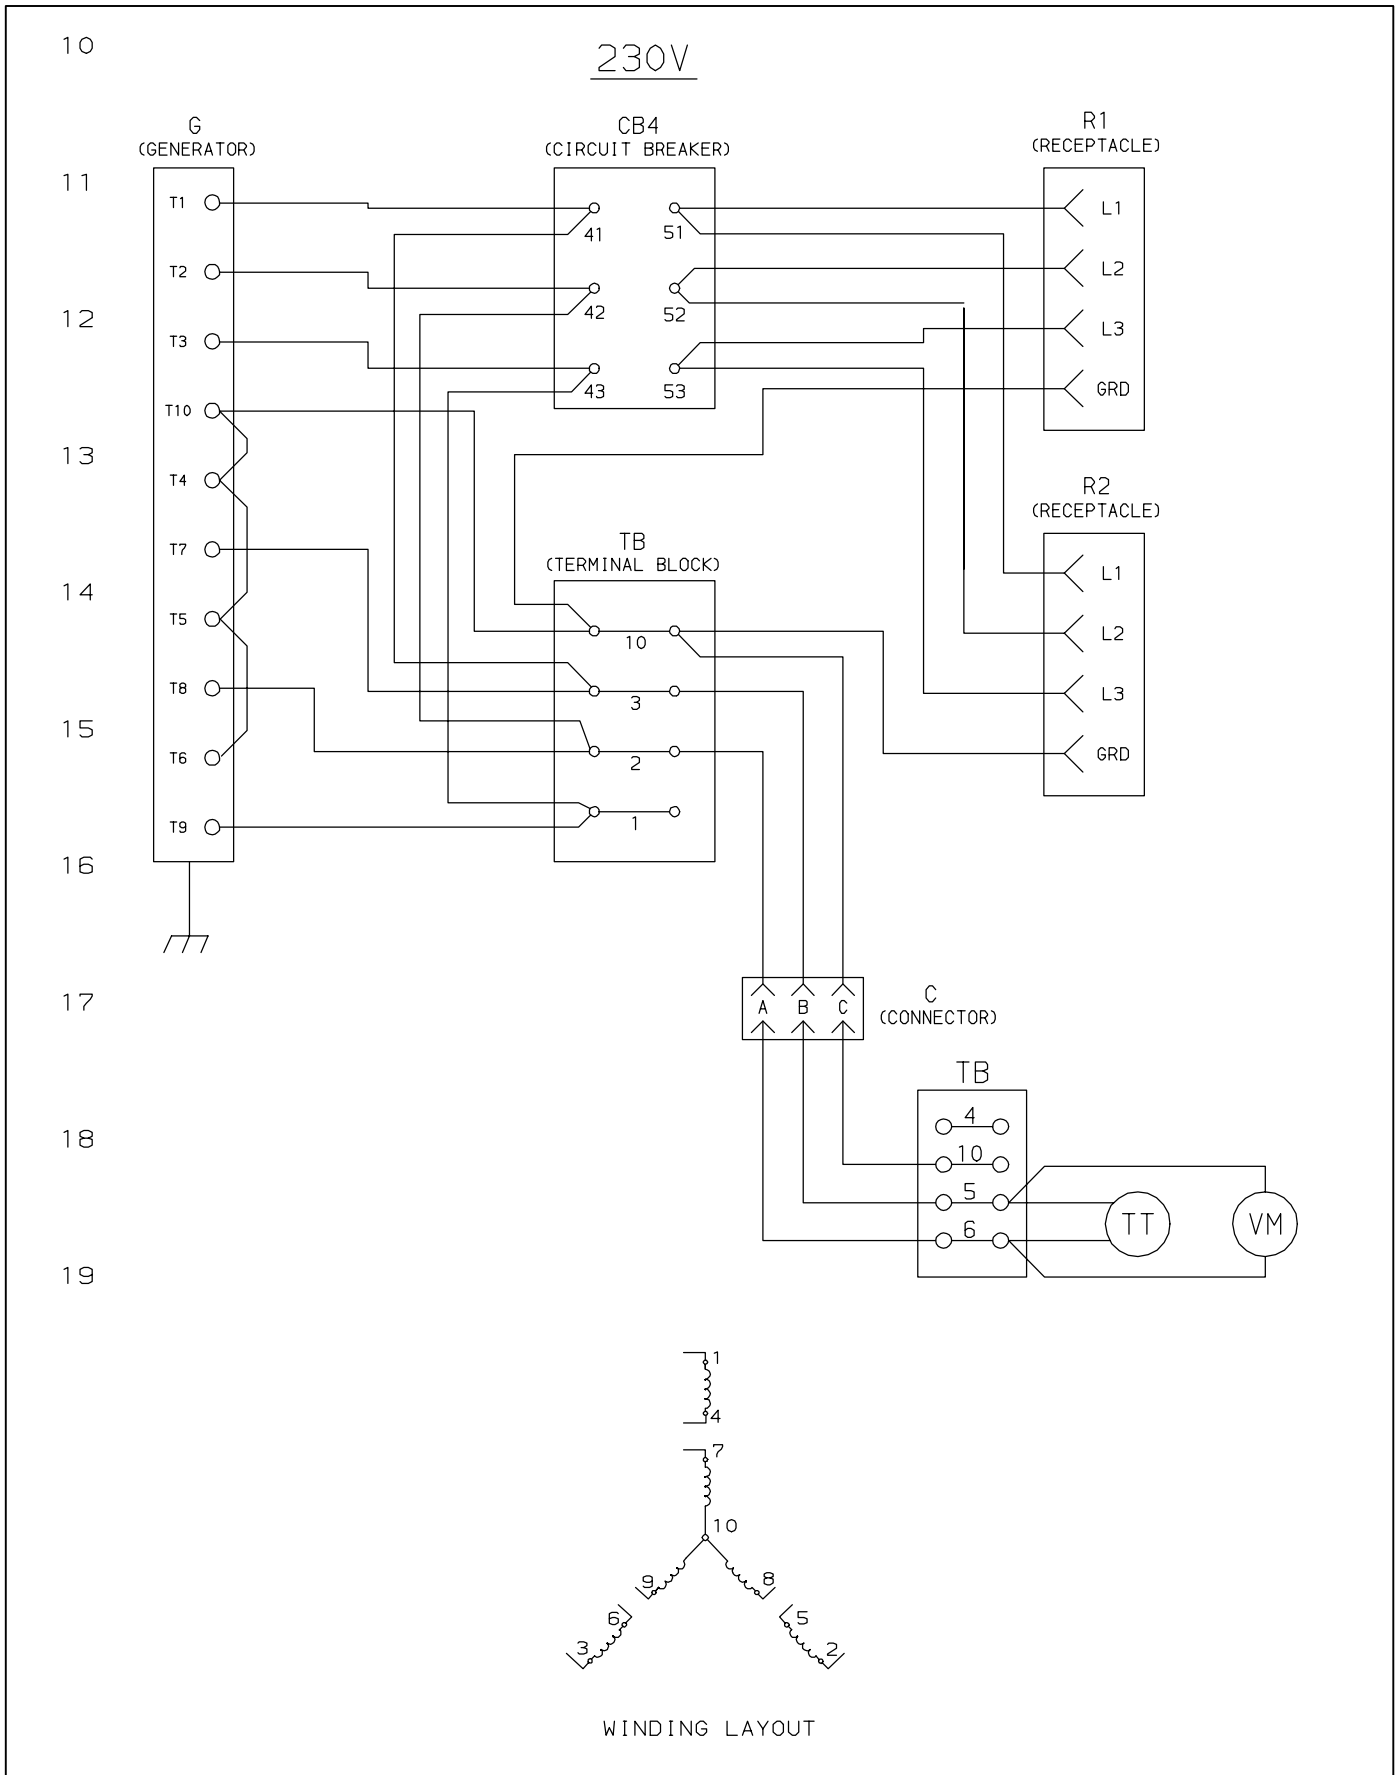 10
230V
G
(GENERATOR)
CB4
(CIRCUIT BREAKER)
R1
(RECEPTACLE)
11
T1
41
51
L1
T2
42
52
L2
12
T3
43
53
L3
T10
GRD
13
T4
R2
(RECEPTACLE)
T7
TB
(TERMINAL BLOCK)
L1
14
T5
10
L2
T8
3
L3
15
T6
2
GRD
T9
1
16
17
A B C
C
(CONNECTOR)
TB
18
4
10
5
6
TT
VM
19
1
4
7
10
9
8
6
5
3
2
WINDING LAYOUT